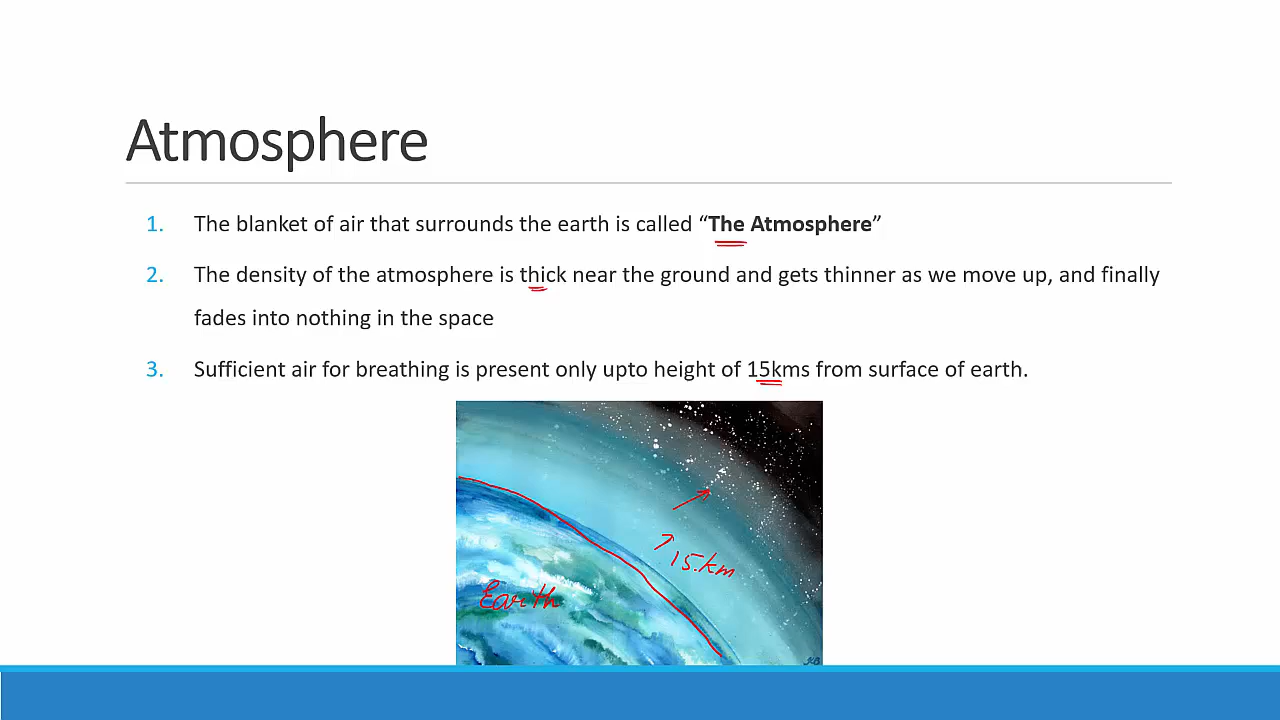 Atmosphere
1. The blanket of air that surrounds the earth is called “The Atmosphere”
2. The density of the atmosphere is thick near the ground and gets thinner as we move up, and finally
fades into nothing in the space
3. Sufficient air for breathing is present only upto height of 15kms from surface of earth.
15.km
Earth